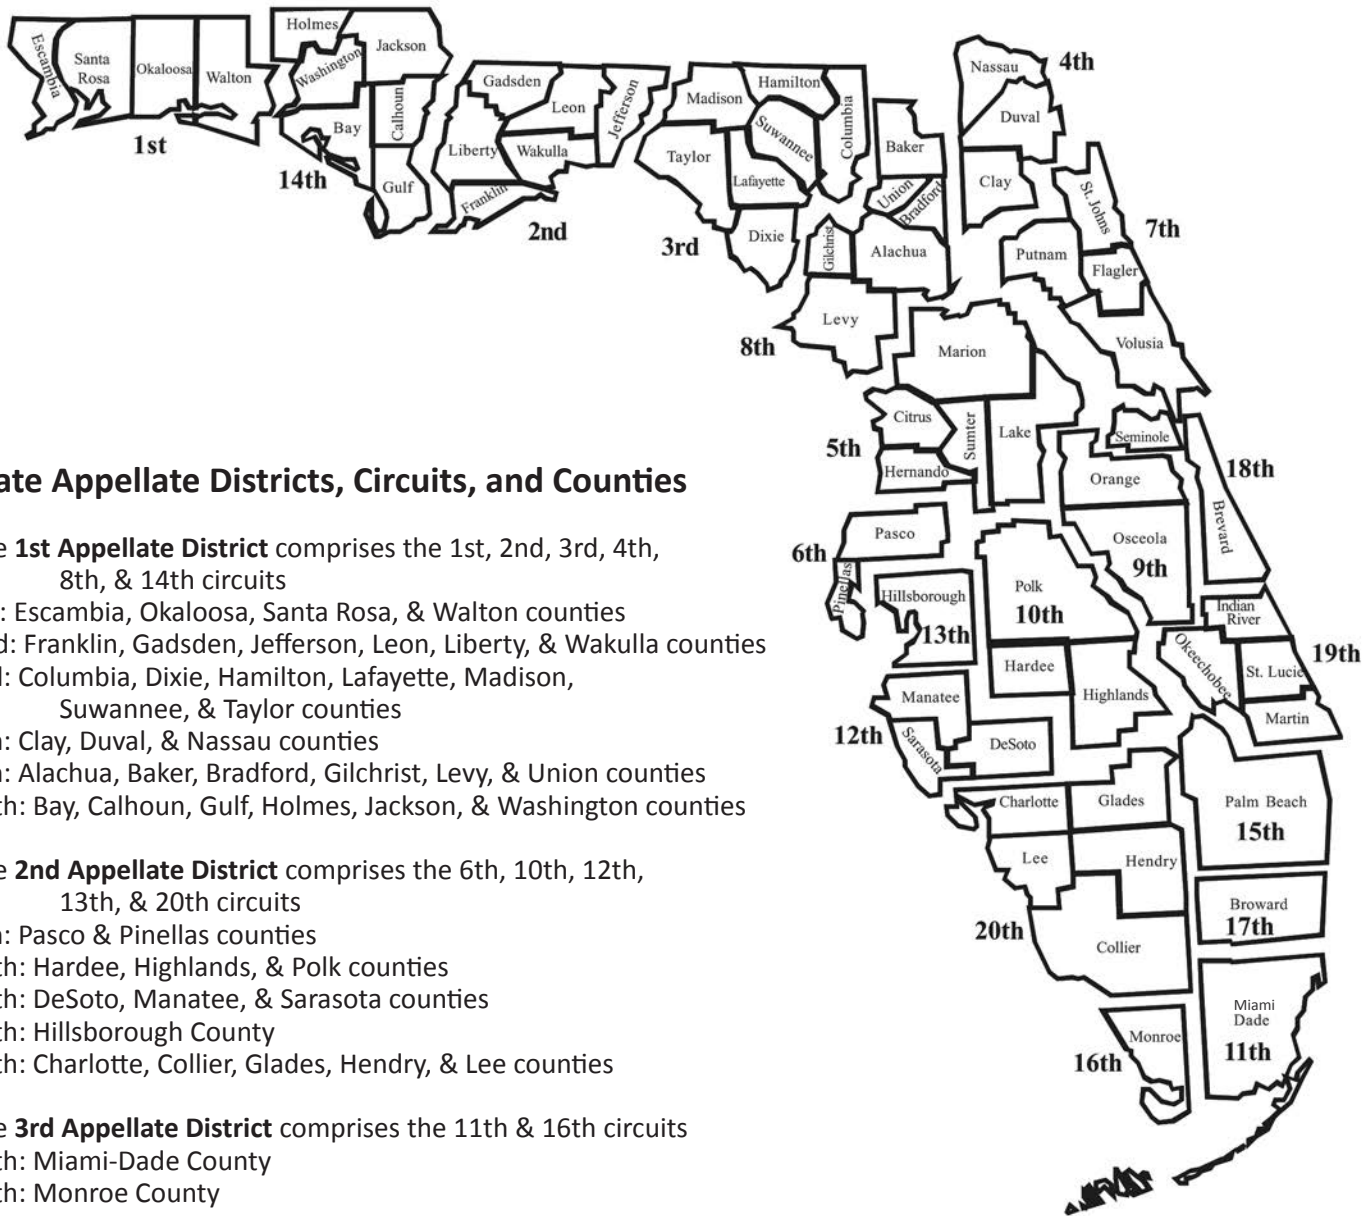 Holmes
Jackson
Escambia
Santa
Rosa
Okaloosa
Walton
Washington
1st
Bay
Calhoun
Gulf
14th
Gadsden
Leon
Jefferson
Liberty
Wakulla
Franklin
2nd
Madison
Hamilton
Suwannee
Columbia
Taylor
Lafayette
Dixie
3rd
Baker
Union
Bradford
Gilchrist
Alachua
Levy
8th
Nassau
4th
Duval
Clay
St. Johns
7th
Putnam
Flagler
Volusia
Marion
Citrus
Sumter
Lake
5th
Hernando
Seminole
18th
Orange
Brevard
Osceola
9th
Pasco
6th
Pinellas
Hillsborough
13th
Polk
10th
Hardee
Highlands
Indian
River
Okeechobee
St. Lucie
19th
Martin
Manatee
12th
Sarasota
DeSoto
Charlotte
Glades
Lee
Hendry
20th
Collier
Palm Beach
15th
Broward
17th
Miami
Dade
11th
Monroe
16th
ate Appellate Districts, Circuits, and Counties
e 1st Appellate District comprises the 1st, 2nd, 3rd, 4th,
8th, & 14th circuits
: Escambia, Okaloosa, Santa Rosa, & Walton counties
d: Franklin, Gadsden, Jefferson, Leon, Liberty, & Wakulla counties
: Columbia, Dixie, Hamilton, Lafayette, Madison,
Suwannee, & Taylor counties
: Clay, Duval, & Nassau counties
: Alachua, Baker, Bradford, Gilchrist, Levy, & Union counties
th: Bay, Calhoun, Gulf, Holmes, Jackson, & Washington counties
e 2nd Appellate District comprises the 6th, 10th, 12th,
13th, & 20th circuits
: Pasco & Pinellas counties
th: Hardee, Highlands, & Polk counties
th: DeSoto, Manatee, & Sarasota counties
th: Hillsborough County
th: Charlotte, Collier, Glades, Hendry, & Lee counties
e 3rd Appellate District comprises the 11th & 16th circuits
th: Miami-Dade County
th: Monroe County